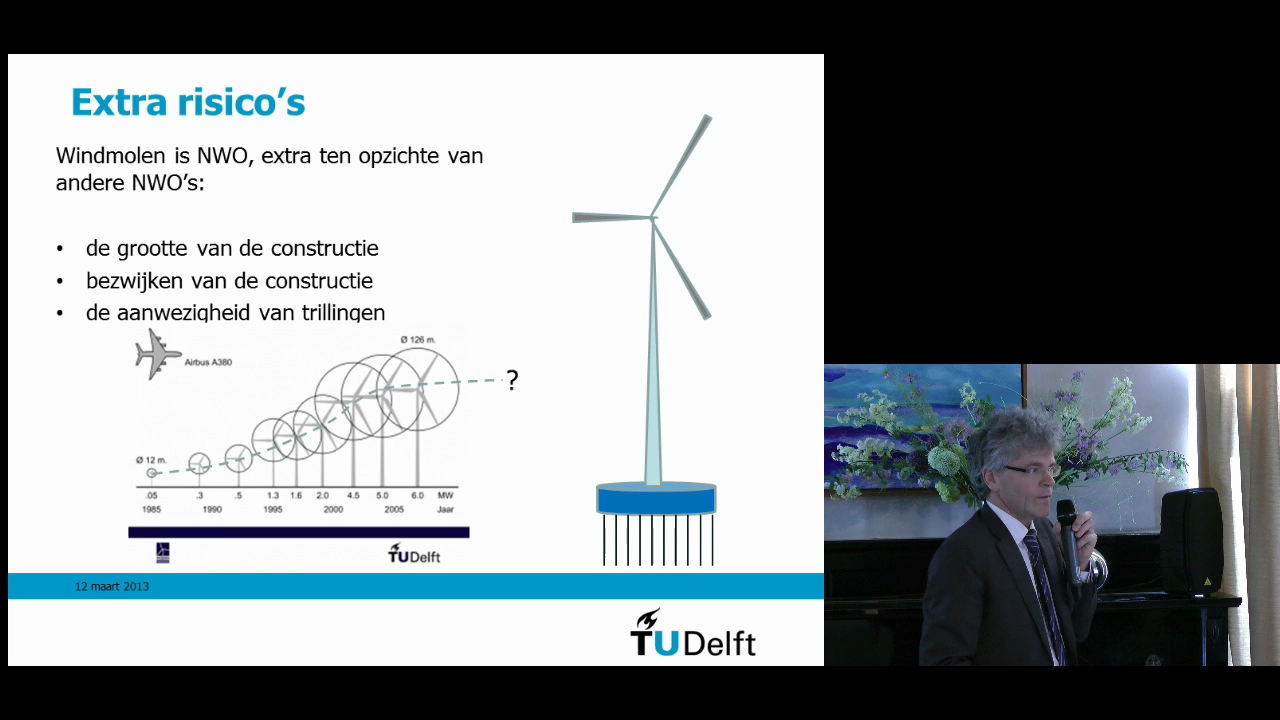 Extra risico's
Windmolen is NWO, extra ten opzichte van
andere NWO's:
• de grootte van de constructie
• bezwijken van de constructie
• de aanwezigheid van trillingen
Ø 126 m.
Airbus A380
?
Ø 12 m.
.05 .3 .5 1.3 1.6 2.0 4.5 5.0 6.0 MW
1985 1990 1995 2000 2005 Jaar
TUDelft
12 maart 2013
TUDelft